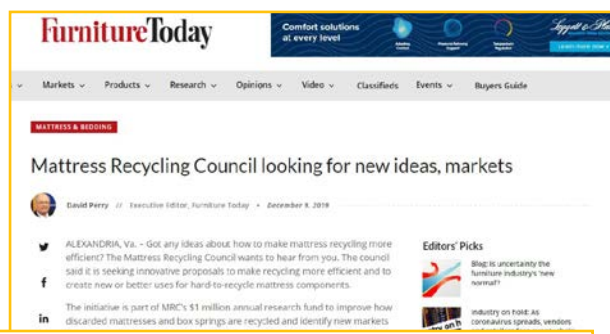 FurnitureToday
Comfort solutions
at every level
Leggett & Platt
LEARN MORE
Markets Products Research Opinions Video Classifieds Events Buyers Guide
MATTRESS & BEDDING
Mattress Recycling Council looking for new ideas, markets
David Perry // Executive Editor, Furniture Today • December 9, 2019
ALEXANDRIA, Va. – Got any ideas about how to make mattress recycling more
efficient? The Mattress Recycling Council wants to hear from you. The council
said it is seeking innovative proposals to make recycling more efficient and to
create new or better uses for hard-to-recycle mattress components.
The initiative is part of MRC's $1 million annual research fund to improve how
discarded mattresses and box springs are recycled and identify new markets
Editors' Picks
Blog: Is uncertainty the
furniture industry's 'new
normal'?
Industry on hold: As
coronavirus spreads, vendors